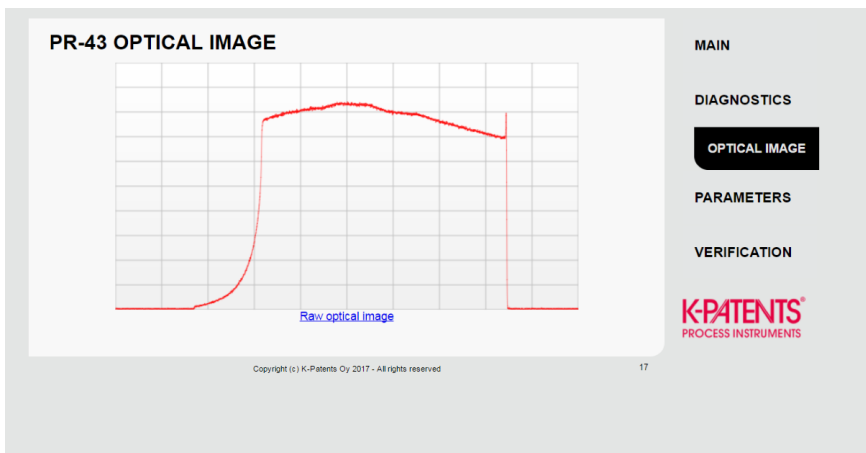 PR-43 OPTICAL IMAGE
Raw optical image
Copyright (c) K-Patents Oy 2017 - All rights reserved
17
MAIN
DIAGNOSTICS
OPTICAL IMAGE
PARAMETERS
VERIFICATION
K-PATENTS®
PROCESS INSTRUMENTS